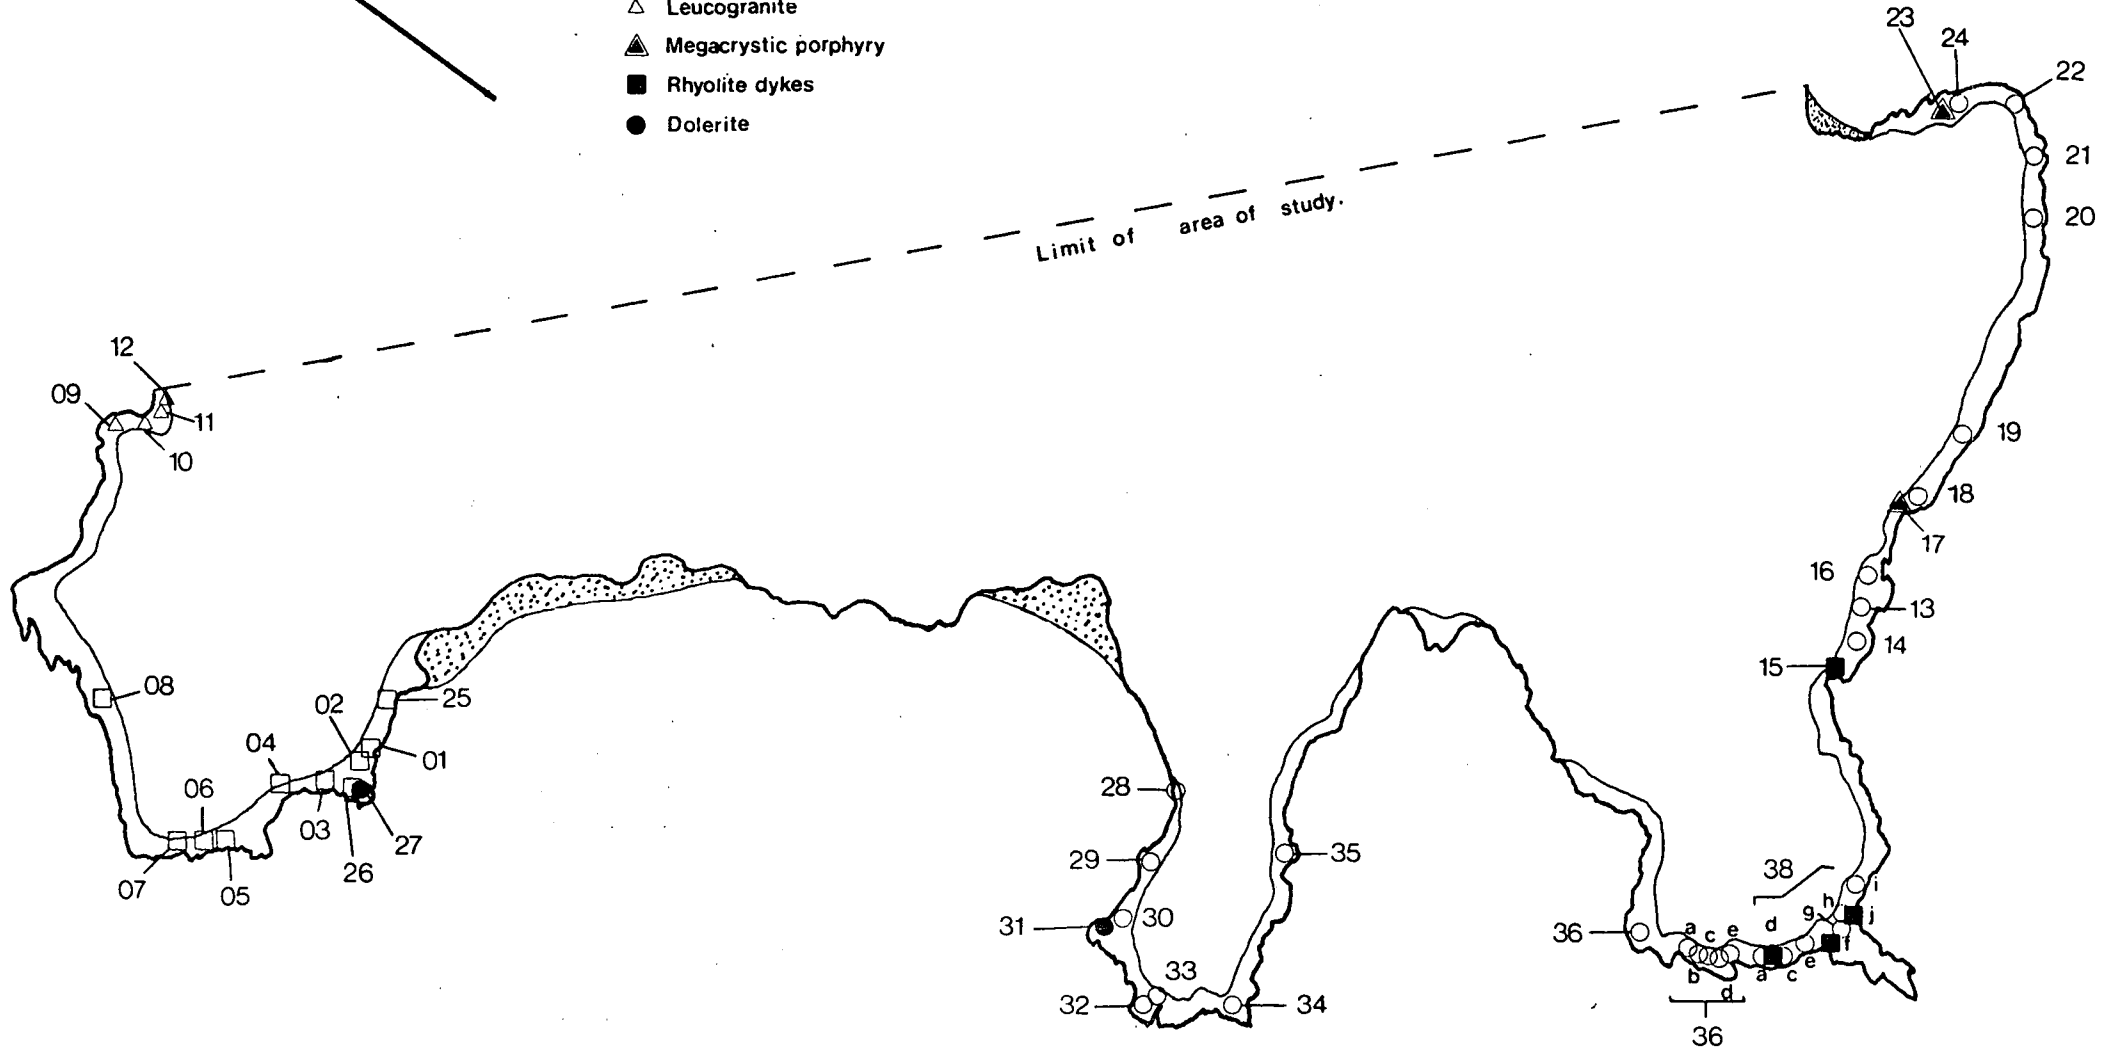 Leucogranite
Megacrystic porphyry
Rhyolite dykes
Dolerite
23
24
22
21
20
Limit of area of study.
12
09
11
10
19
18
17
16
13
14
15
08
25
02
04
01
06
03
27
26
07
05
28
29
35
30
31
33
32
34
38
i
h
g
j
f
d
36
a
c
e
a
c
e
b
d
36